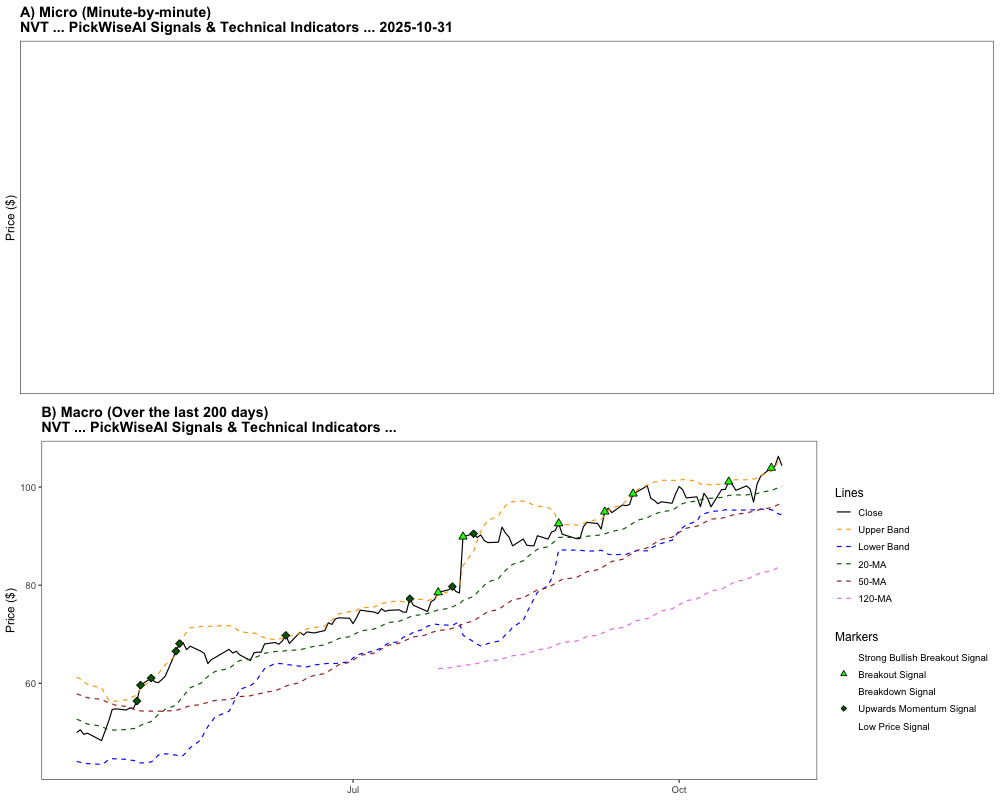 A) Micro (Minute-by-minute)
NVT ... PickWiseAI Signals & Technical Indicators ... 2025-10-31
Price ($)
B) Macro (Over the last 200 days)
NVT ... PickWiseAI Signals & Technical Indicators ...
Price ($)
100
80
60
Jul
Oct
Lines
Close
Upper Band
Lower Band
20-MA
50-MA
120-MA
Markers
Strong Bullish Breakout Signal
Breakout Signal
Breakdown Signal
Upwards Momentum Signal
Low Price Signal